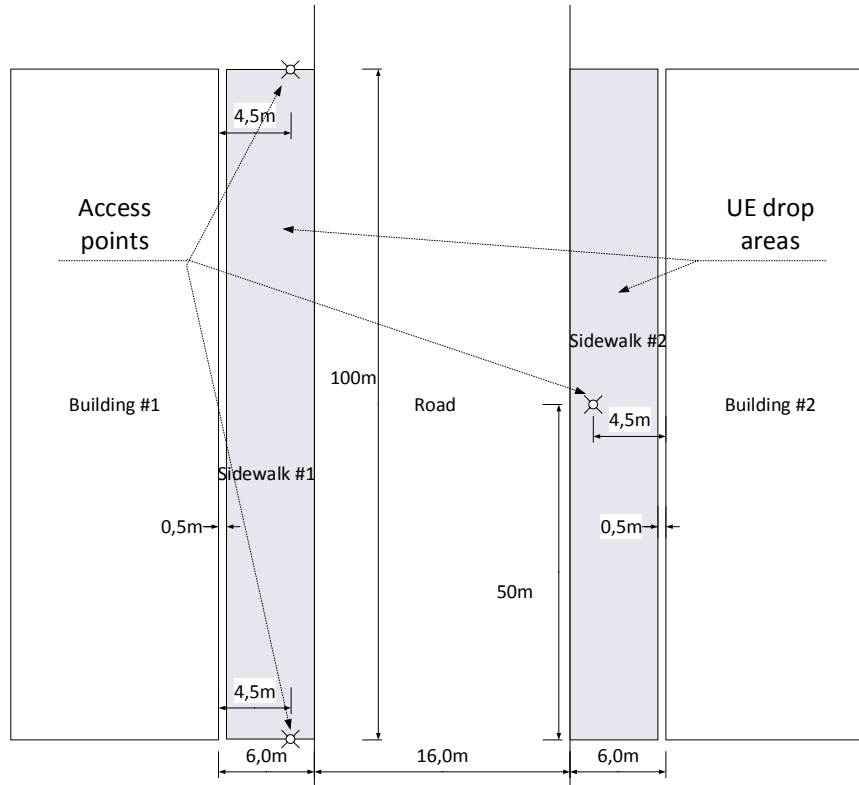 4,5m
Access
points
UE drop
areas
Sidewalk #2
100m
Building #1
Road
Building #2
4,5m
Sidewalk #1
0,5m
0,5m
50m
4,5m
6,0m
16,0m
6,0m